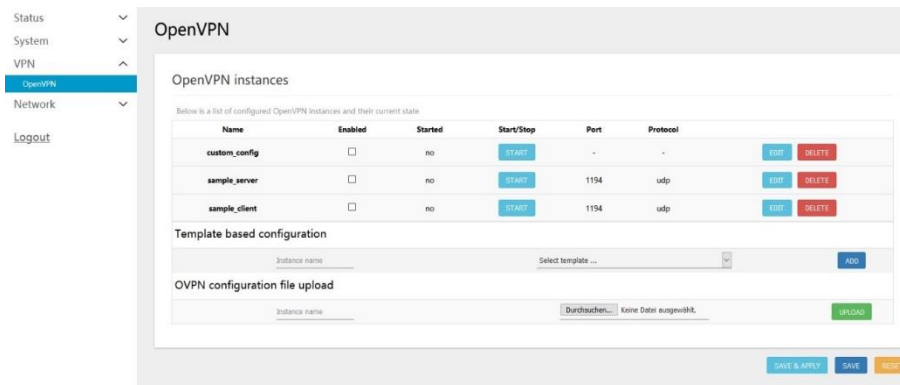 Status
System
VPN
OpenVPN
Network
Logout
OpenVPN
OpenVPN instances
Below is a list of configured OpenVPN instances and their current state
Name Enabled Started Start/Stop Port Protocol
custom_config no START - - EDIT DELETE
sample_server no START 1194 udp EDIT DELETE
sample_client no START 1194 udp EDIT DELETE
Template based configuration
Instance name Select template ... ADD
OVPN configuration file upload
Instance name Durchsuchen... Keine Datei ausgewählt. UPLOAD
SAVE & APPLY SAVE RESE